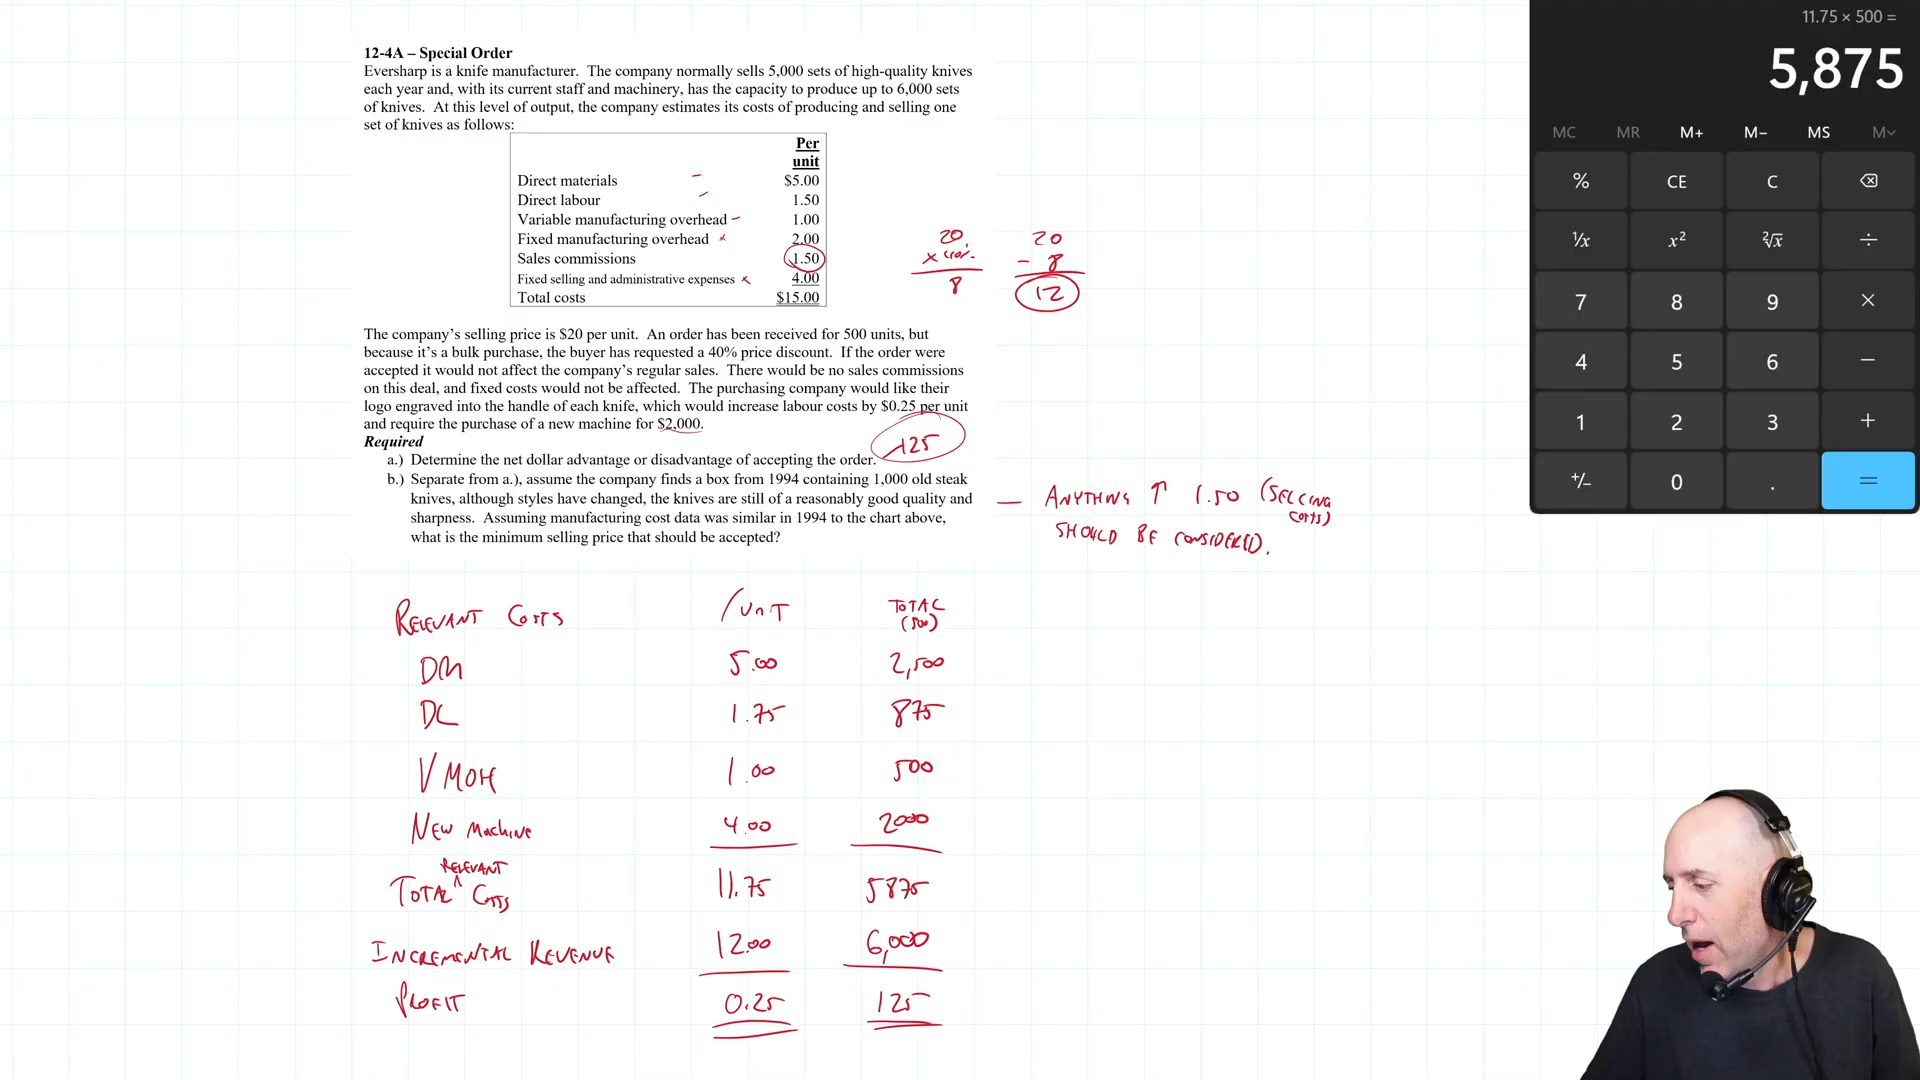 12-4A – Special Order
Eversharp is a knife manufacturer. The company normally sells 5,000 sets of high-quality knives
each year and, with its current staff and machinery, has the capacity to produce up to 6,000 sets
of knives. At this level of output, the company estimates its costs of producing and selling one
set of knives as follows:
Per
unit
Direct materials $5.00
Direct labour 1.50
Variable manufacturing overhead 1.00
Fixed manufacturing overhead 2.00
Sales commissions 1.50
Fixed selling and administrative expenses 4.00
Total costs $15.00
20
x 40%
8
20
- 8
12
The company's selling price is $20 per unit. An order has been received for 500 units, but
because it's a bulk purchase, the buyer has requested a 40% price discount. If the order were
accepted it would not affect the company's regular sales. There would be no sales commissions
on this deal, and fixed costs would not be affected. The purchasing company would like their
logo engraved into the handle of each knife, which would increase labour costs by $0.25 per unit
and require the purchase of a new machine for $2,000.
Required
125
a.) Determine the net dollar advantage or disadvantage of accepting the order.
b.) Separate from a.), assume the company finds a box from 1994 containing 1,000 old steak
knives, although styles have changed, the knives are still of a reasonably good quality and
sharpness. Assuming manufacturing cost data was similar in 1994 to the chart above,
what is the minimum selling price that should be accepted?
— ANYTHING ↑ 1.50 (SELLING
COSTS)
SHOULD BE CONSIDERED.
RELEVANT COSTS /UNIT TOTAL
(500)
DM 5.00 2,500
DL 1.75 875
VMOH 1.00 500
NEW MACHINE 4.00 2000
RELEVANT
TOTAL ^ COSTS 11.75 5875
INCREMENTAL REVENUE 12.00 6,000
PROFIT 0.25 125
11.75 × 500 =
5,875
MC MR M+ M− MS M˅
% CE C
¹/x x² ²√x ÷
7 8 9 ×
4 5 6 −
1 2 3 +
+/− 0 . =